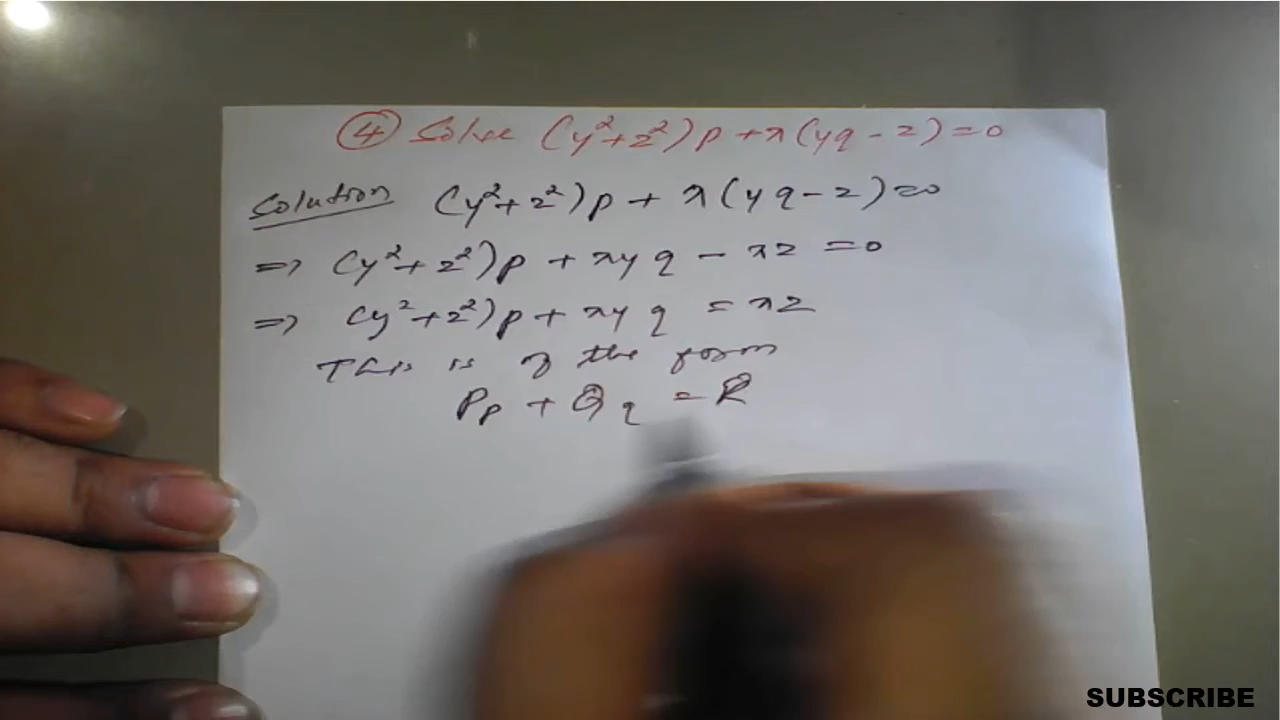 ④ Solve (y²+z²)p+x(yq-z)=0
Solution (y²+z²)p + x(yq-z)=0
⇒ (y²+z²)p + xyq - xz =0
⇒ (y²+z²)p + xyq = xz
This is of the form
Pp + Qq = R
SUBSCRIBE